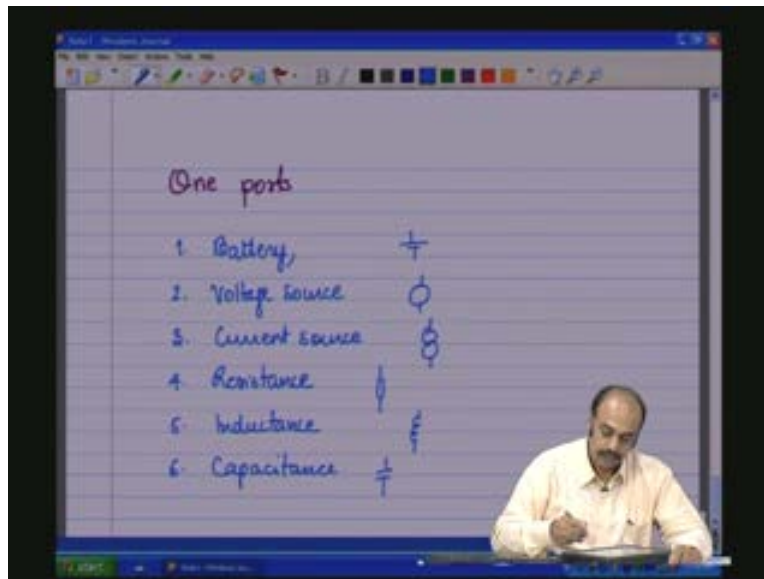 One ports
1. Battery,
2. Voltage source
3. Current source
4. Resistance
5. Inductance
6. Capacitance